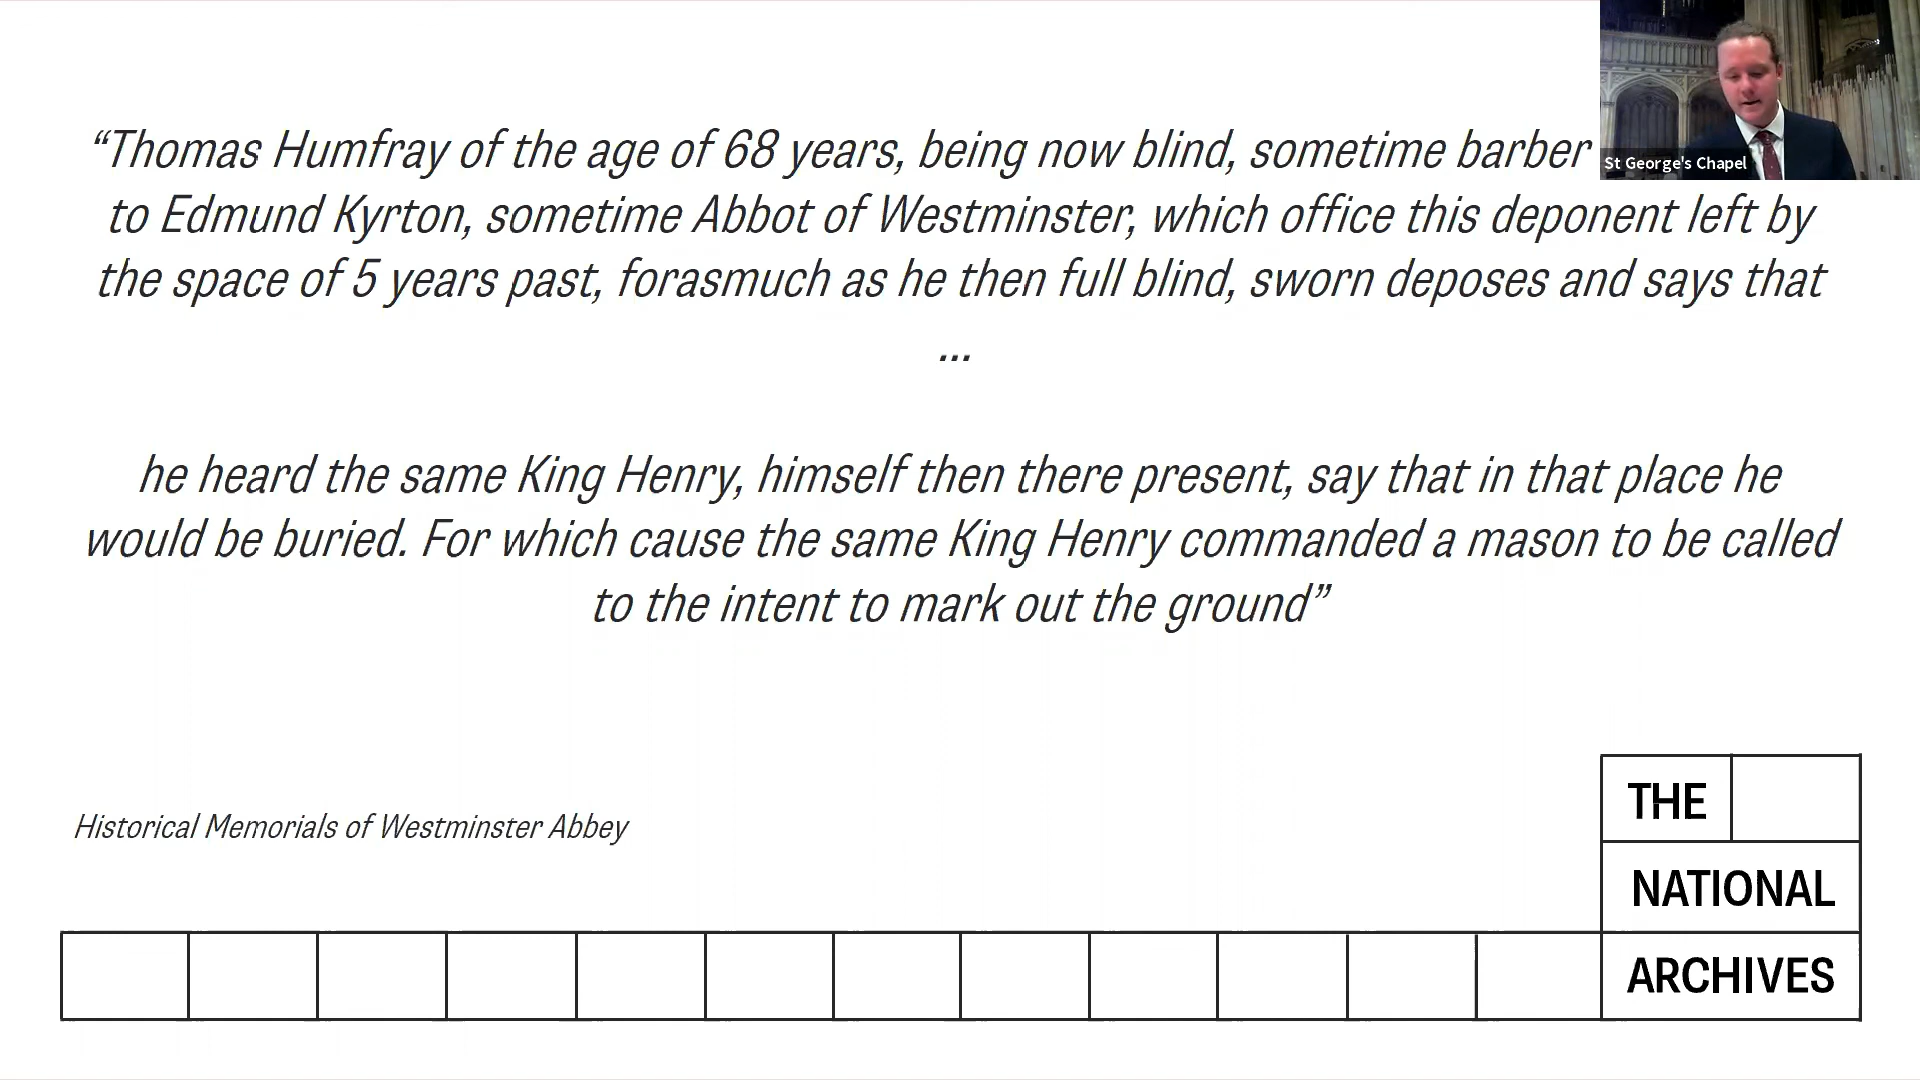 “Thomas Humfray of the age of 68 years, being now blind, sometime barber
to Edmund Kyrton, sometime Abbot of Westminster, which office this deponent left by
the space of 5 years past, forasmuch as he then full blind, sworn deposes and says that
...
he heard the same King Henry, himself then there present, say that in that place he
would be buried. For which cause the same King Henry commanded a mason to be called
to the intent to mark out the ground”
Historical Memorials of Westminster Abbey
St George's Chapel
THE
NATIONAL
ARCHIVES